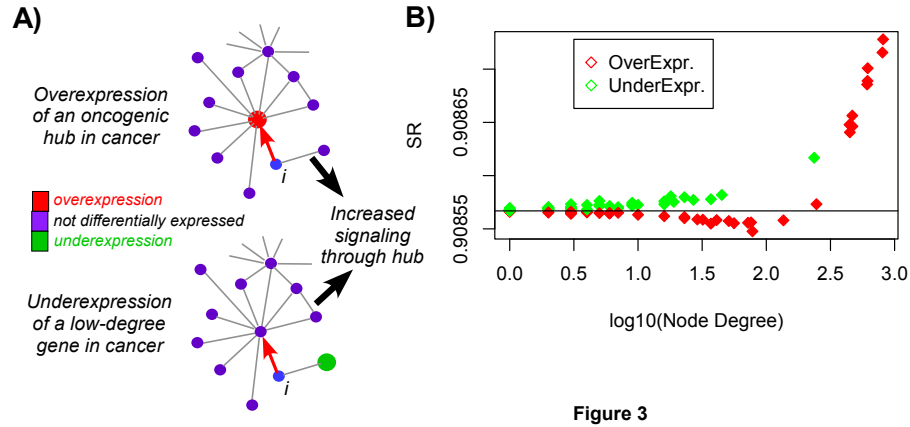 A)
Overexpression
of an oncogenic
hub in cancer
i
overexpression
not differentially expressed
underexpression
Increased
signaling
through hub
Underexpression
of a low-degree
gene in cancer
i
B)
OverExpr.
UnderExpr.
SR
0.90865
0.90855
0.0 0.5 1.0 1.5 2.0 2.5 3.0
log10(Node Degree)
Figure 3